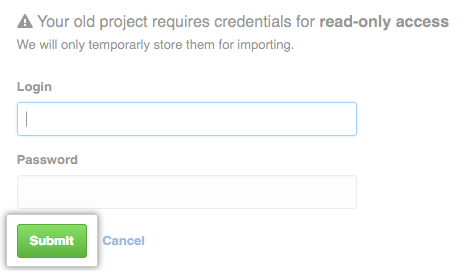 Your old project requires credentials for read-only access
We will only temporarly store them for importing.
Login
Password
Submit Cancel